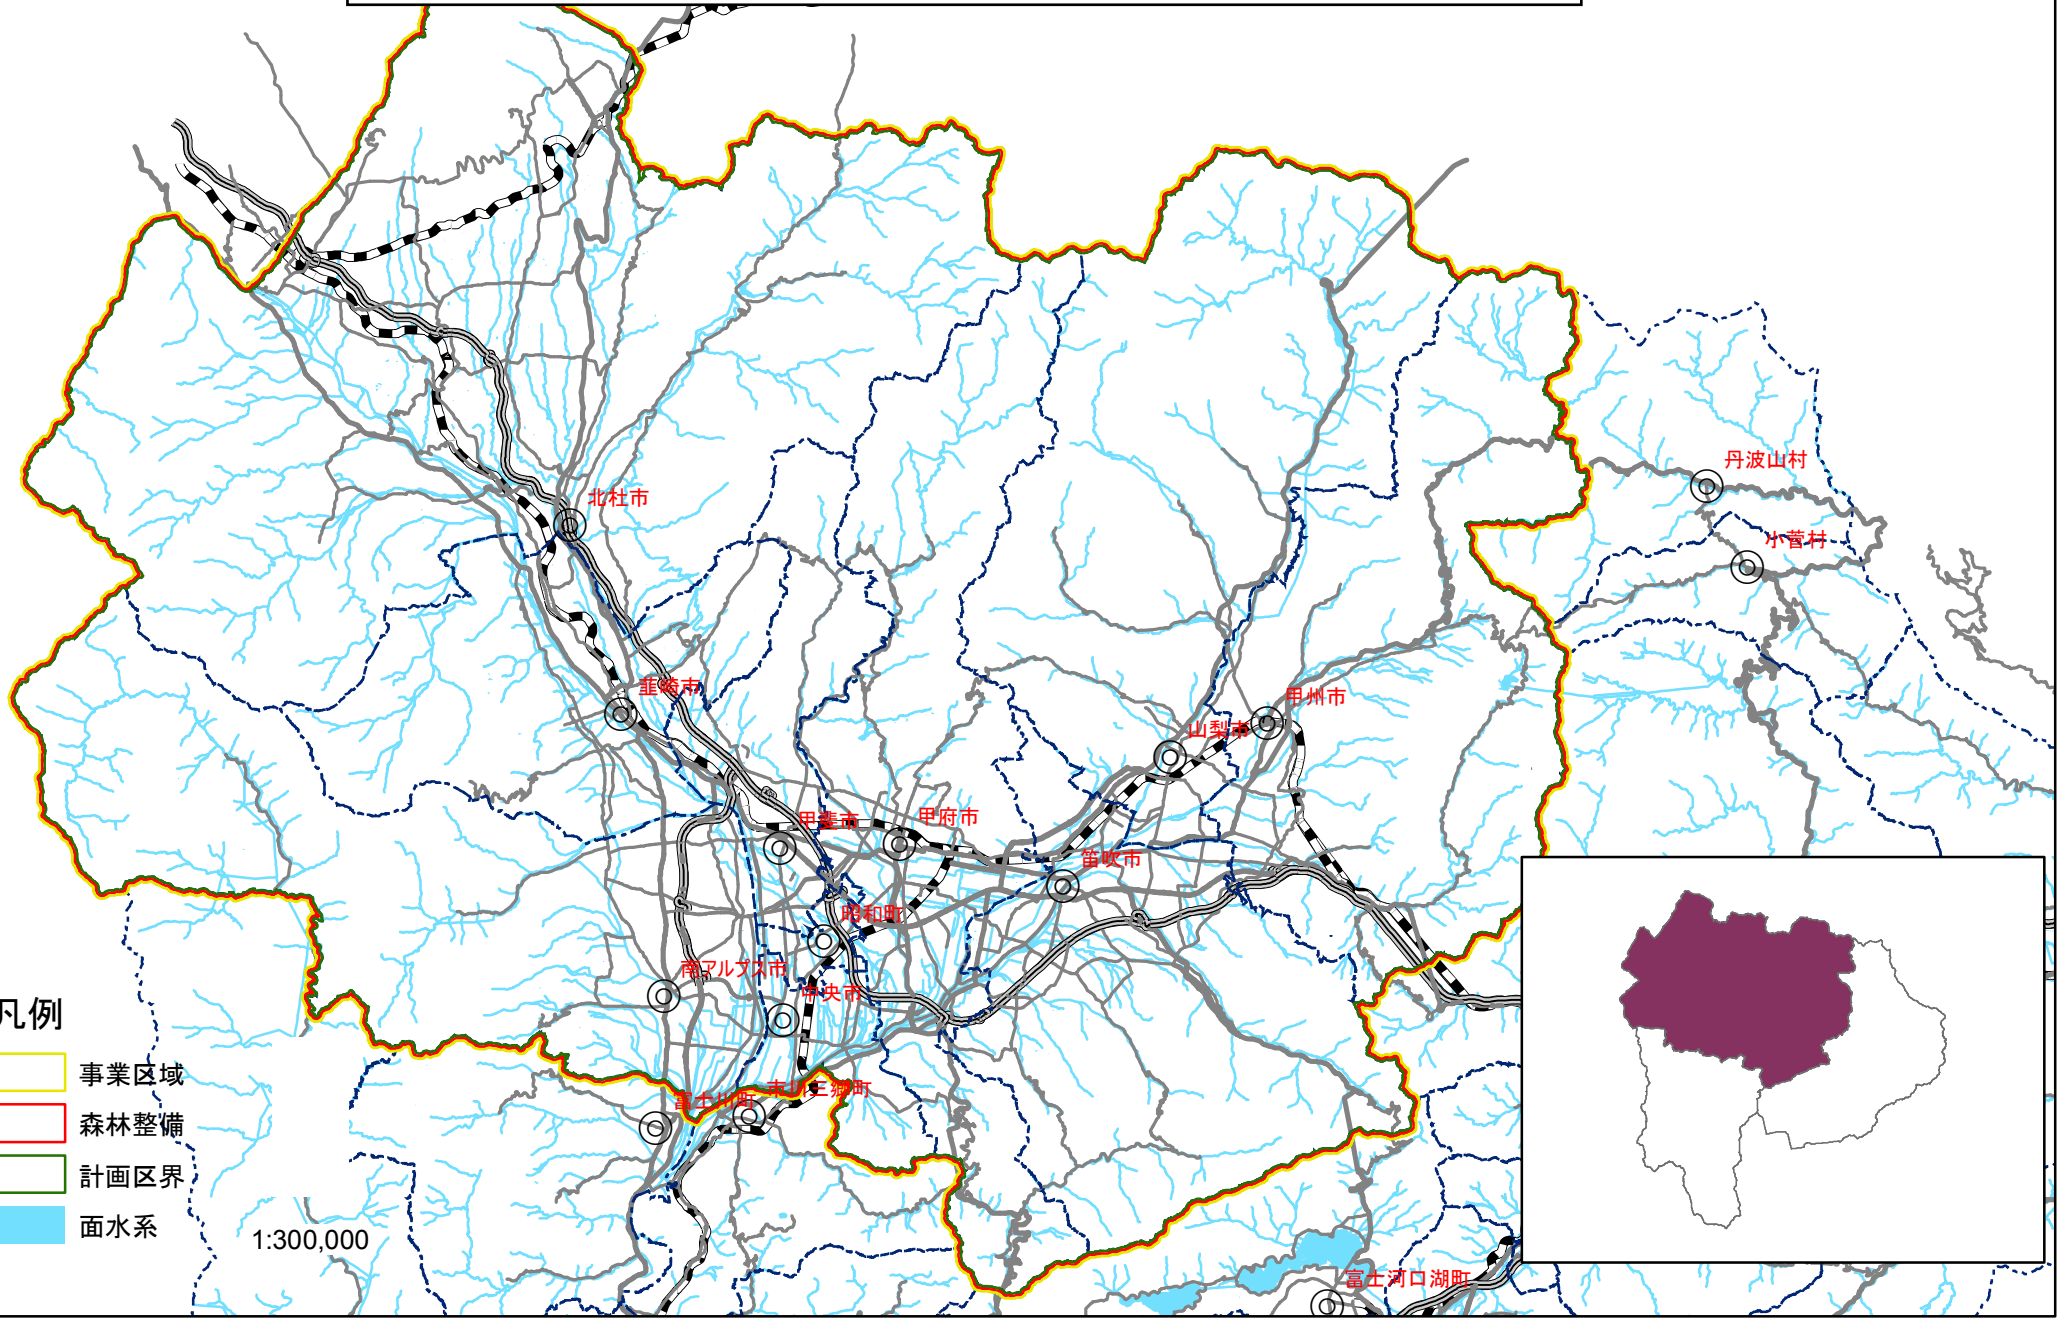 丹波山村
北杜市
小菅村
韮崎市
甲州市
山梨市
甲斐市
甲府市
笛吹市
昭和町
南アルプス市
中央市
市川三郷町
富士川町
富士河口湖町
凡例
事業区域
森林整備
計画区界
面水系
1:300,000